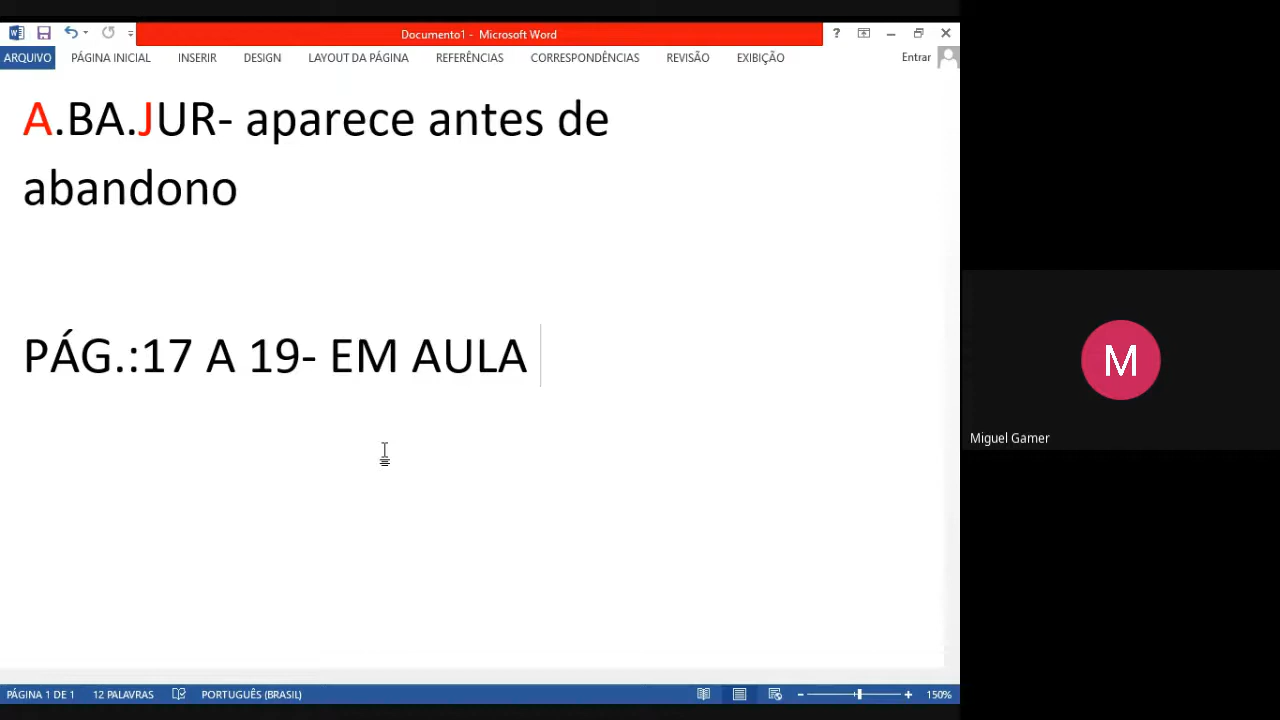 Documento1 - Microsoft Word
?
ARQUIVO PÁGINA INICIAL INSERIR DESIGN LAYOUT DA PÁGINA REFERÊNCIAS CORRESPONDÊNCIAS REVISÃO EXIBIÇÃO Entrar
A.BA.JUR- aparece antes de
abandono
PÁG.:17 A 19- EM AULA
M
Miguel Gamer
PÁGINA 1 DE 1 12 PALAVRAS PORTUGUÊS (BRASIL) 150%